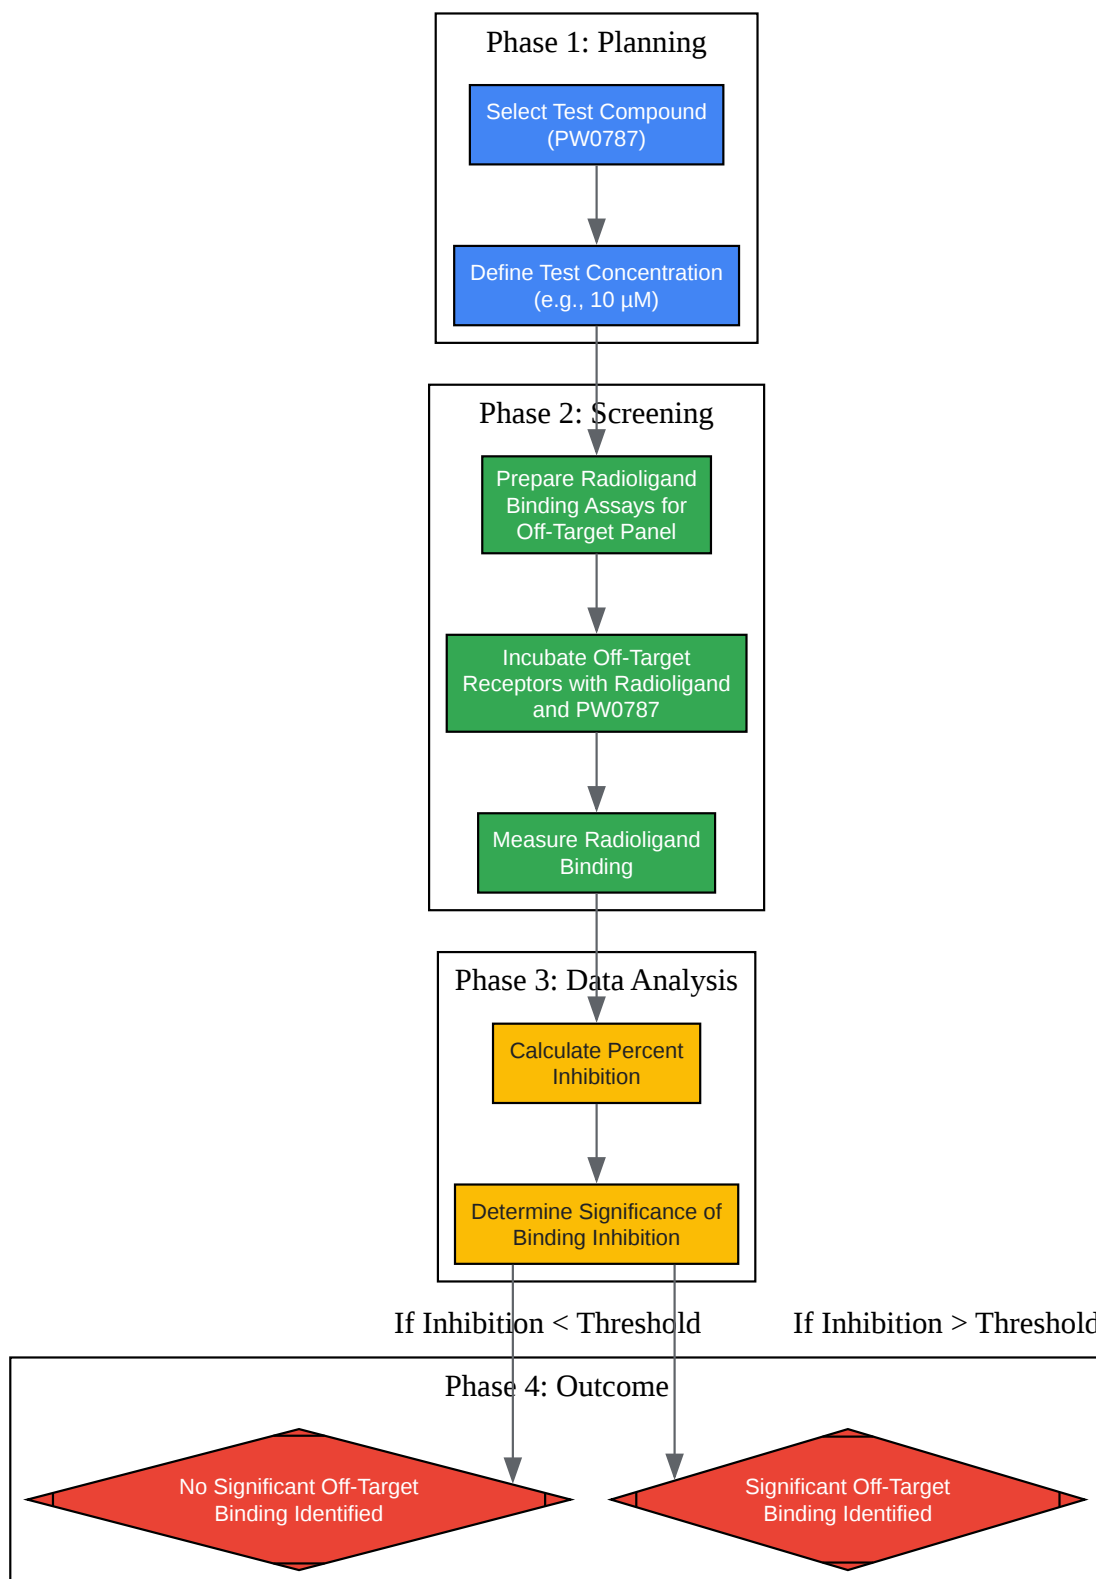 Phase 1: Planning
Select Test Compound
(PW0787)
Define Test Concentration
(e.g., 10 µM)
Phase 2: Screening
Prepare Radioligand
Binding Assays for
Off-Target Panel
Incubate Off-Target
Receptors with Radioligand
and PW0787
Measure Radioligand
Binding
Phase 3: Data Analysis
Calculate Percent
Inhibition
Determine Significance of
Binding Inhibition
If Inhibition < Threshold
If Inhibition > Threshold
Phase 4: Outcome
No Significant Off-Target
Binding Identified
Significant Off-Target
Binding Identified